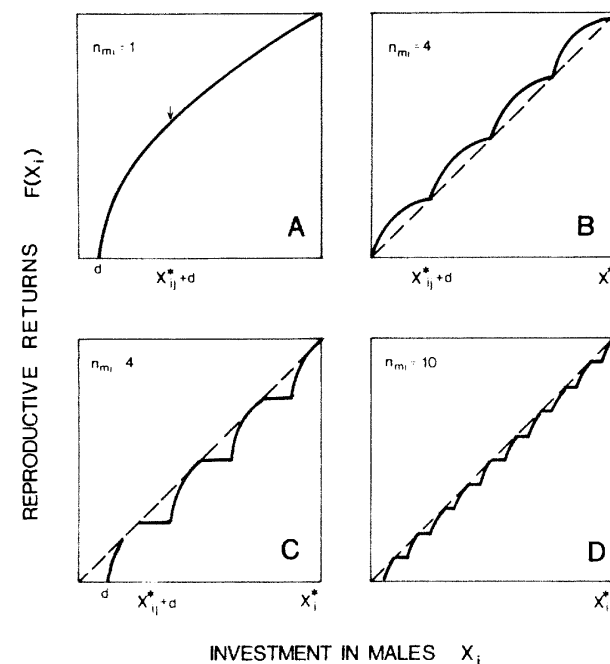 n_mi = 1
A
d
X*_ij+d
n_mi = 4
B
X*_ij+d
X*
n_mi 4
C
d
X*_ij+d
X*_i
n_mi = 10
D
X*_i
REPRODUCTIVE RETURNS F(X_i)
INVESTMENT IN MALES X_i